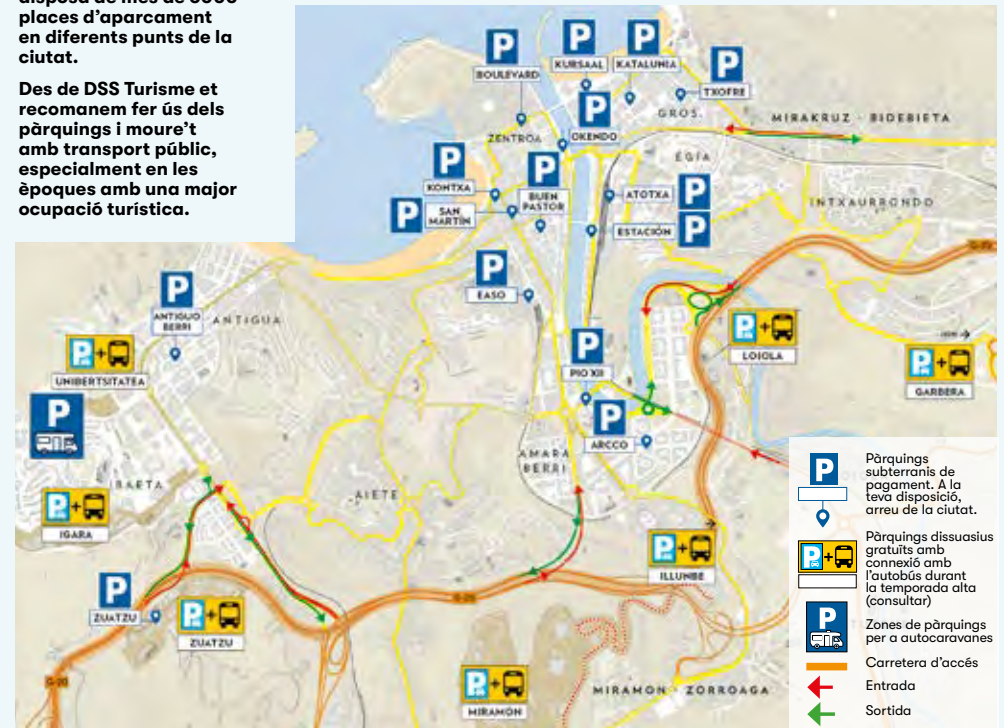 places d'aparcament
en diferents punts de la
ciutat.
Des de DSS Turisme et
recomanem fer ús dels
pàrquings i moure't
amb transport públic,
especialment en les
èpoques amb una major
ocupació turística.
P
BOULEVARD
P
KURSAAL
P
KATALUNIA
P
TXOFRE
P
OKENDO
GROS
ZENTROA
MIRAKRUZ - BIDEBIETA
EGIA
INTXAURRONDO
P
KONTXA
P
SAN
MARTIN
P
BUEN
PASTOR
ATOTXA
P
ESTACIÓN
P
P
EASO
P
ANTIGUO
BERRI
ANTIGUA
P+
UNIBERTSITATEA
P
P+
IGARA
IBAETA
P
ZUATZU
P+
ZUATZU
AIETE
P
PIO XII
P
ARCCO
AMARA
BERRI
P+
LOIOLA
P+
GARBERA
P+
ILLUNBE
P+
MIRAMÓN
MIRAMON - ZORROAGA
G-20
G-20
G-20
P
Pàrquings
subterranis de
pagament. A la
teva disposició,
arreu de la ciutat.
P+
Pàrquings dissuasius
gratuïts amb
connexió amb
l'autobús durant
la temporada alta
(consultar)
P
Zones de pàrquings
per a autocaravanes
Carretera d'accés
Entrada
Sortida